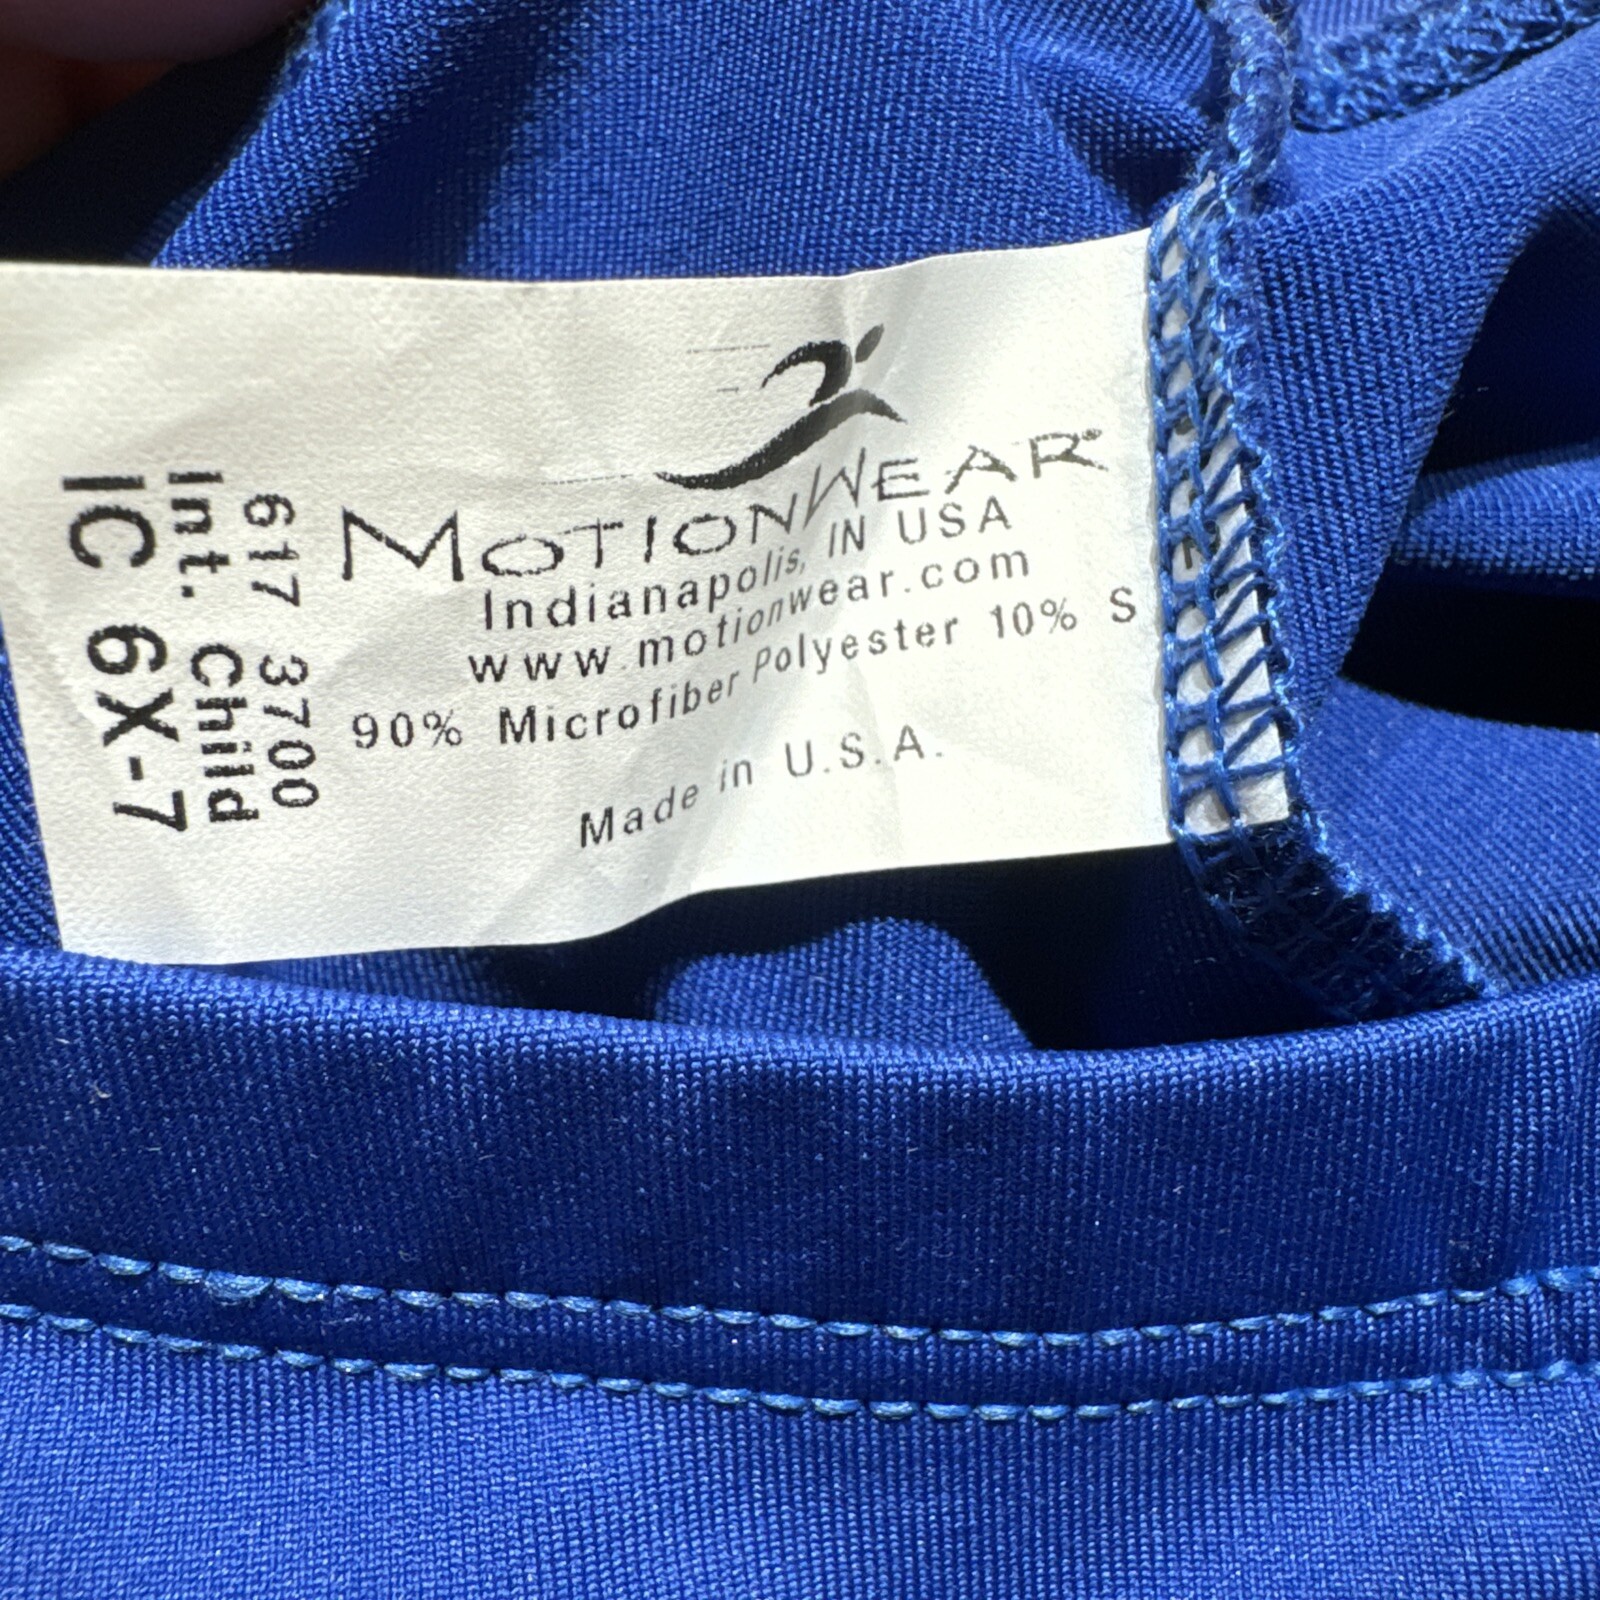 MOTIONWEAR
Indianapolis, IN USA
www.motionwear.com
90% Microfiber Polyester 10% S
Made in U.S.A.
617 3700
Int. Child
IC 6X-7